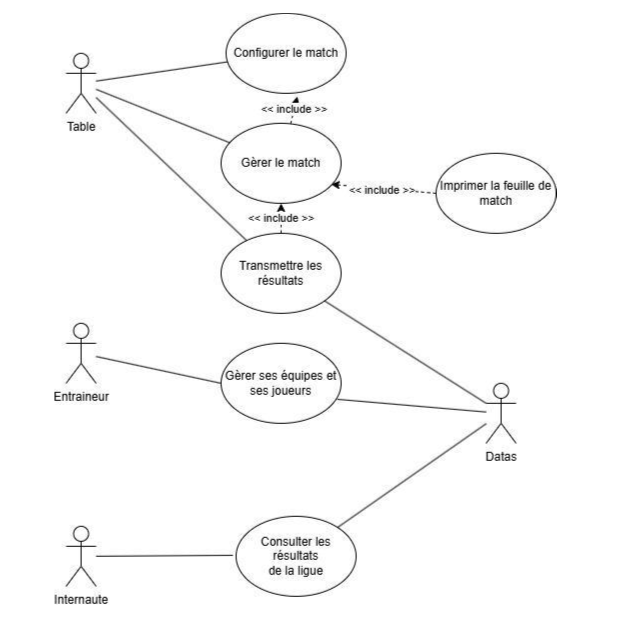 Configurer le match
<< include >>
Table
Gèrer le match
<< include >>
Imprimer la feuille de
match
<< include >>
Transmettre les
résultats
Gèrer ses équipes et
ses joueurs
Entraineur
Datas
Consulter les
résultats
de la ligue
Internaute